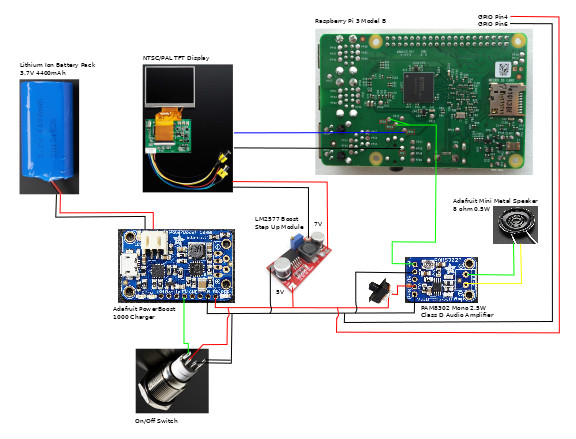 GPIO Pin4
Raspberry Pi 3 Model B
GPIO Pin6
NTSC/PAL TFT Display
Lithium Ion Battery Pack
3.7V 4400mAh
Adafruit Mini Metal Speaker
8 ohm 0.5W
LM2577 Boost
Step Up Module
7V
5V
Adafruit PowerBoost
1000 Charger
PAM8302 Mono 2.5W
Class D Audio Amplifier
On/Off Switch